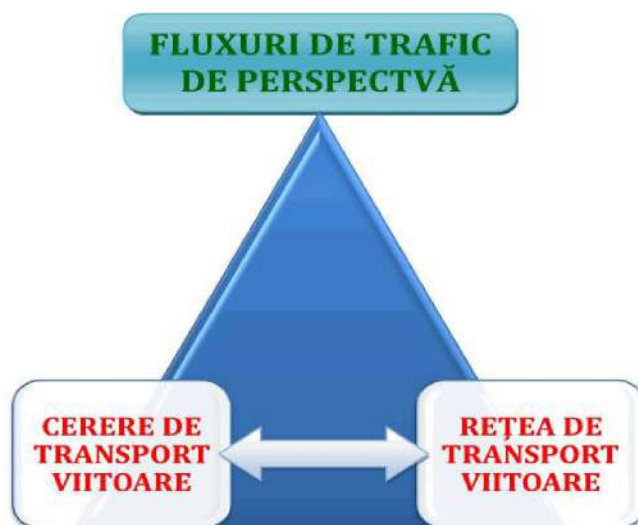 FLUXURI DE TRAFIC
DE PERSPECTVĂ
CERERE DE
TRANSPORT
VIITOARE
REŢEA DE
TRANSPORT
VIITOARE